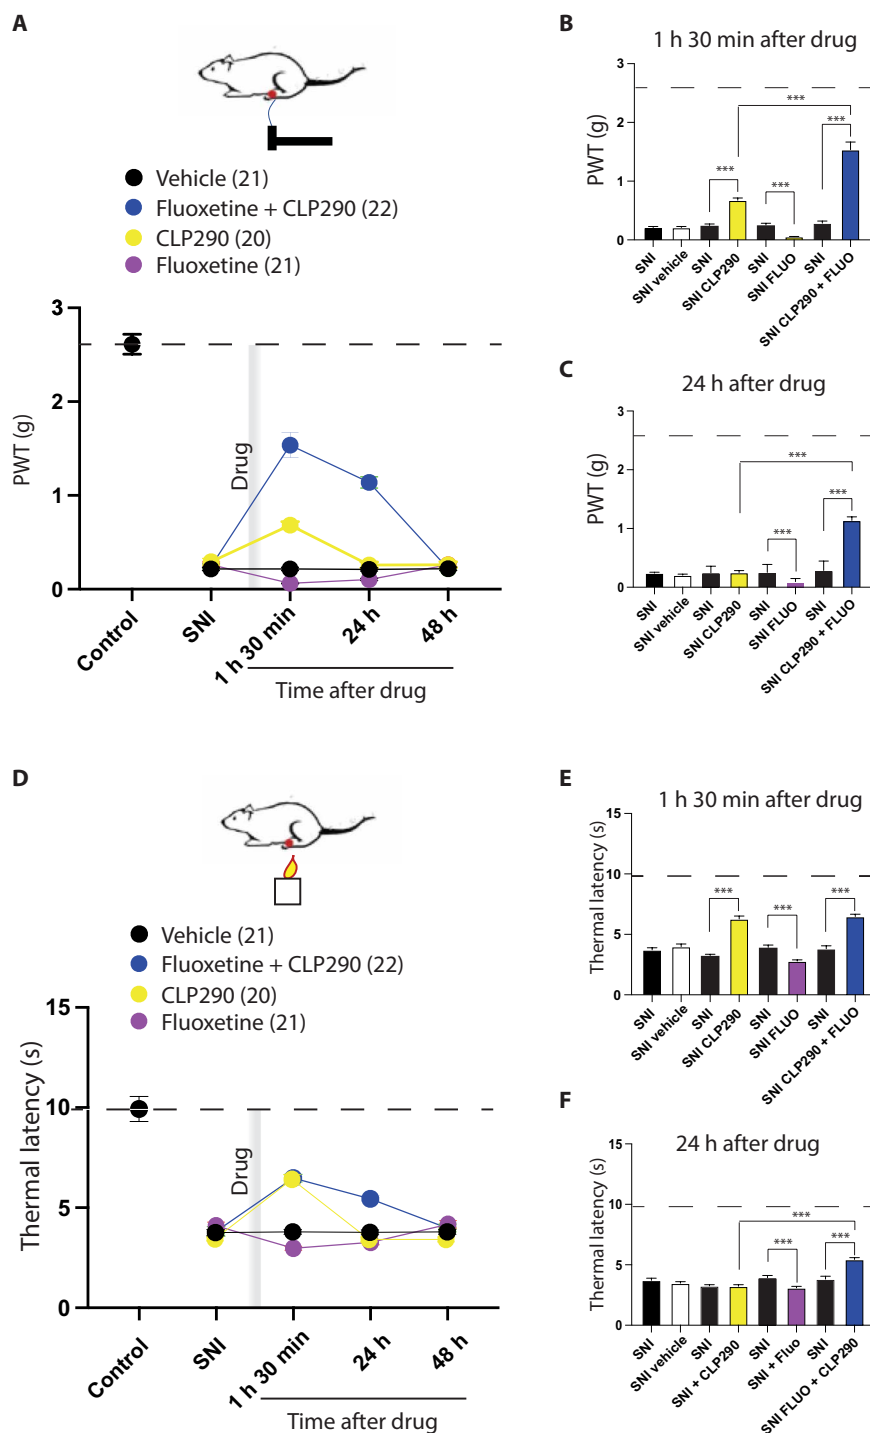 A
Vehicle (21)
Fluoxetine + CLP290 (22)
CLP290 (20)
Fluoxetine (21)
3
2
1
0
PWT (g)
Drug
Control
SNI
1 h 30 min
24 h
48 h
Time after drug
B
1 h 30 min after drug
3
2
1
0
PWT (g)
***
***
***
***
SNI
SNI vehicle
SNI
SNI CLP290
SNI
SNI FLUO
SNI
SNI CLP290 + FLUO
C
24 h after drug
3
2
1
0
PWT (g)
***
***
***
SNI
SNI vehicle
SNI
SNI CLP290
SNI
SNI FLUO
SNI
SNI CLP290 + FLUO
D
Vehicle (21)
Fluoxetine + CLP290 (22)
CLP290 (20)
Fluoxetine (21)
15
10
5
0
Thermal latency (s)
Drug
Control
SNI
1 h 30 min
24 h
48 h
Time after drug
E
1 h 30 min after drug
15
10
5
0
Thermal latency (s)
***
***
***
SNI
SNI vehicle
SNI
SNI CLP290
SNI
SNI FLUO
SNI
SNI CLP290 + FLUO
F
24 h after drug
15
10
5
0
Thermal latency (s)
***
***
***
SNI
SNI vehicle
SNI
SNI + CLP290
SNI
SNI + Fluo
SNI
SNI FLUO + CLP290